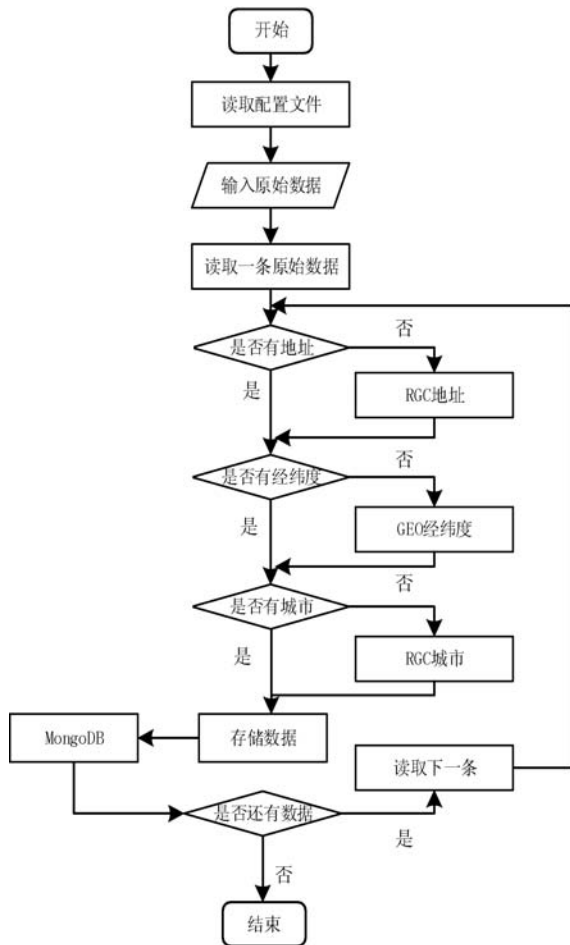 开始
读取配置文件
输入原始数据
读取一条原始数据
是否有地址
否
是
RGC地址
是否有经纬度
否
是
GEO经纬度
是否有城市
否
是
RGC城市
存储数据
MongoDB
读取下一条
是否还有数据
是
否
结束